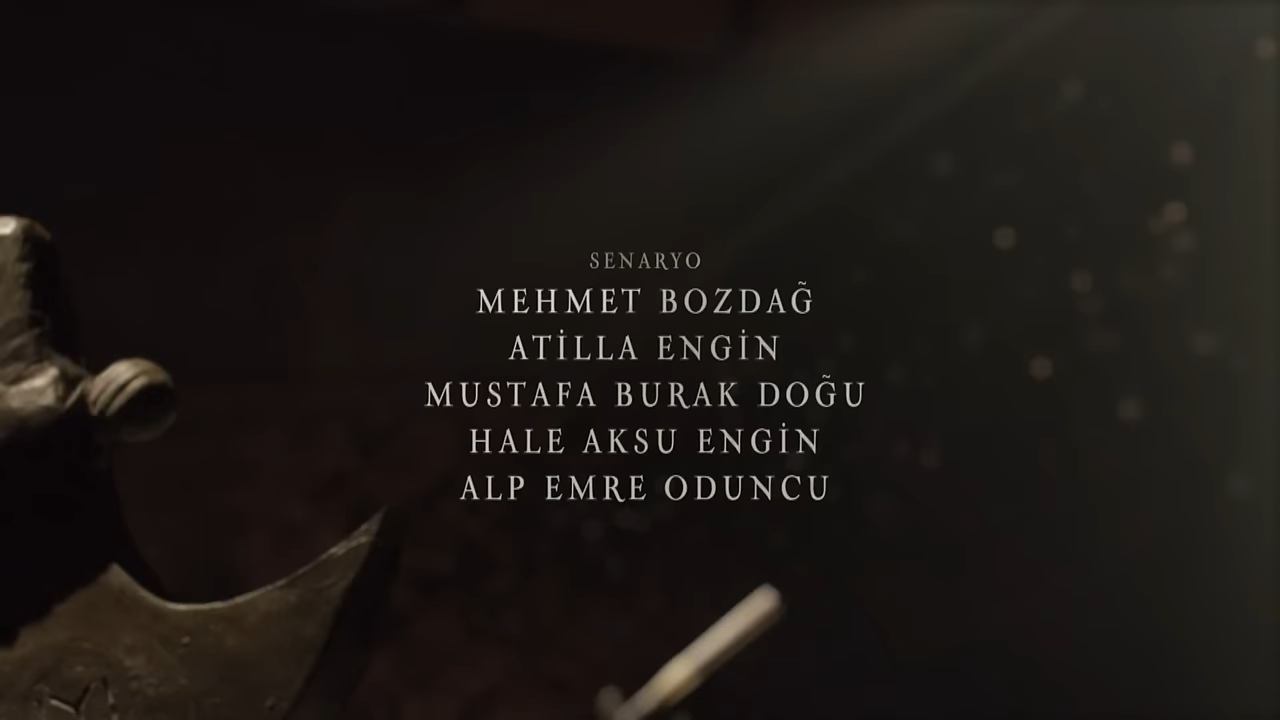 SENARYO
MEHMET BOZDAĞ
ATİLLA ENGİN
MUSTAFA BURAK DOĞU
HALE AKSU ENGİN
ALP EMRE ODUNCU